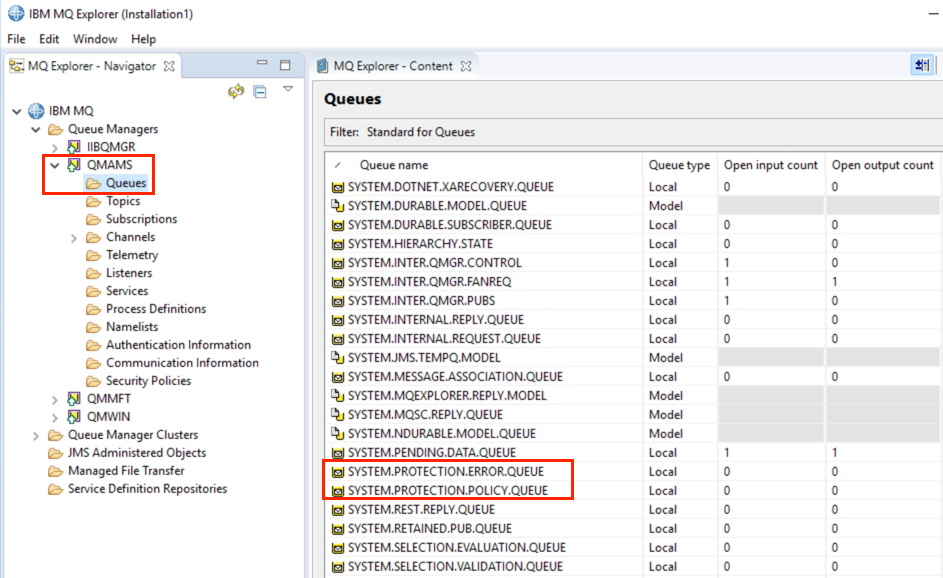 IBM MQ Explorer (Installation1)
File Edit Window Help
MQ Explorer - Navigator
IBM MQ
Queue Managers
IIBQMGR
QMAMS
Queues
Topics
Subscriptions
Channels
Telemetry
Listeners
Services
Process Definitions
Namelists
Authentication Information
Communication Information
Security Policies
QMMFT
QMWIN
Queue Manager Clusters
JMS Administered Objects
Managed File Transfer
Service Definition Repositories
MQ Explorer - Content
Queues
Filter: Standard for Queues
Queue name Queue type Open input count Open output count
SYSTEM.DOTNET.XARECOVERY.QUEUE Local 0 0
SYSTEM.DURABLE.MODEL.QUEUE Model
SYSTEM.DURABLE.SUBSCRIBER.QUEUE Local 0 0
SYSTEM.HIERARCHY.STATE Local 0 0
SYSTEM.INTER.QMGR.CONTROL Local 1 0
SYSTEM.INTER.QMGR.FANREQ Local 1 1
SYSTEM.INTER.QMGR.PUBS Local 1 0
SYSTEM.INTERNAL.REPLY.QUEUE Local 0 0
SYSTEM.INTERNAL.REQUEST.QUEUE Local 0 0
SYSTEM.JMS.TEMPQ.MODEL Model
SYSTEM.MESSAGE.ASSOCIATION.QUEUE Local 0 0
SYSTEM.MQEXPLORER.REPLY.MODEL Model
SYSTEM.MQSC.REPLY.QUEUE Model
SYSTEM.NDURABLE.MODEL.QUEUE Model
SYSTEM.PENDING.DATA.QUEUE Local 1 1
SYSTEM.PROTECTION.ERROR.QUEUE Local 0 0
SYSTEM.PROTECTION.POLICY.QUEUE Local 0 0
SYSTEM.REST.REPLY.QUEUE Local 0 0
SYSTEM.RETAINED.PUB.QUEUE Local 0 0
SYSTEM.SELECTION.EVALUATION.QUEUE Local 0 0
SYSTEM.SELECTION.VALIDATION.QUEUE Local 0 0